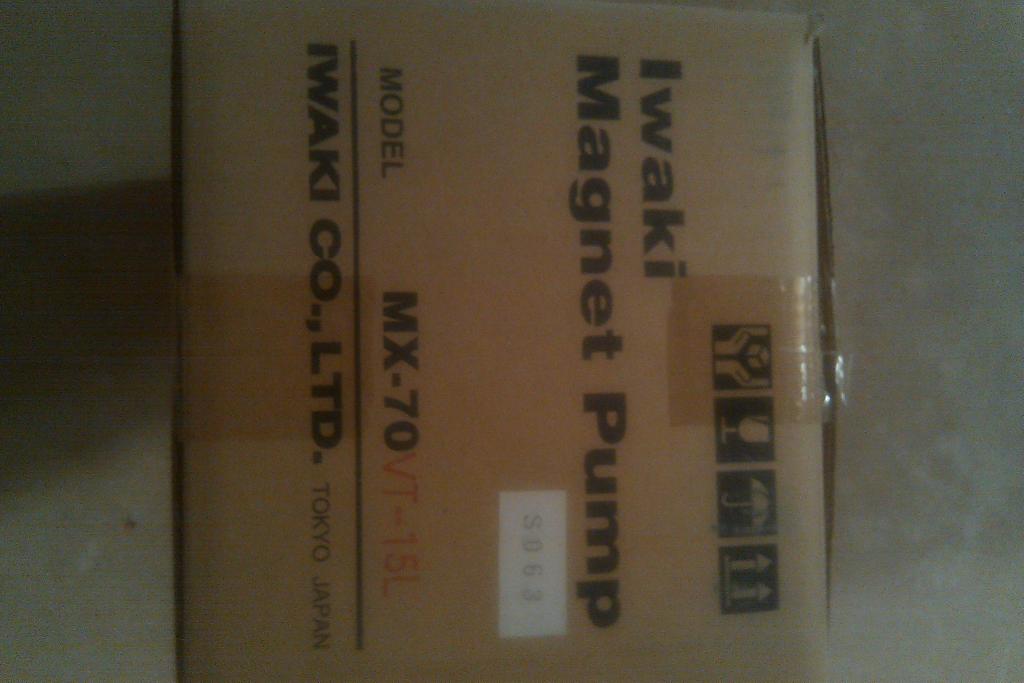 Iwaki
Magnet Pump
S063
MODEL MX-70VT-15L
IWAKI CO.,LTD. TOKYO JAPAN